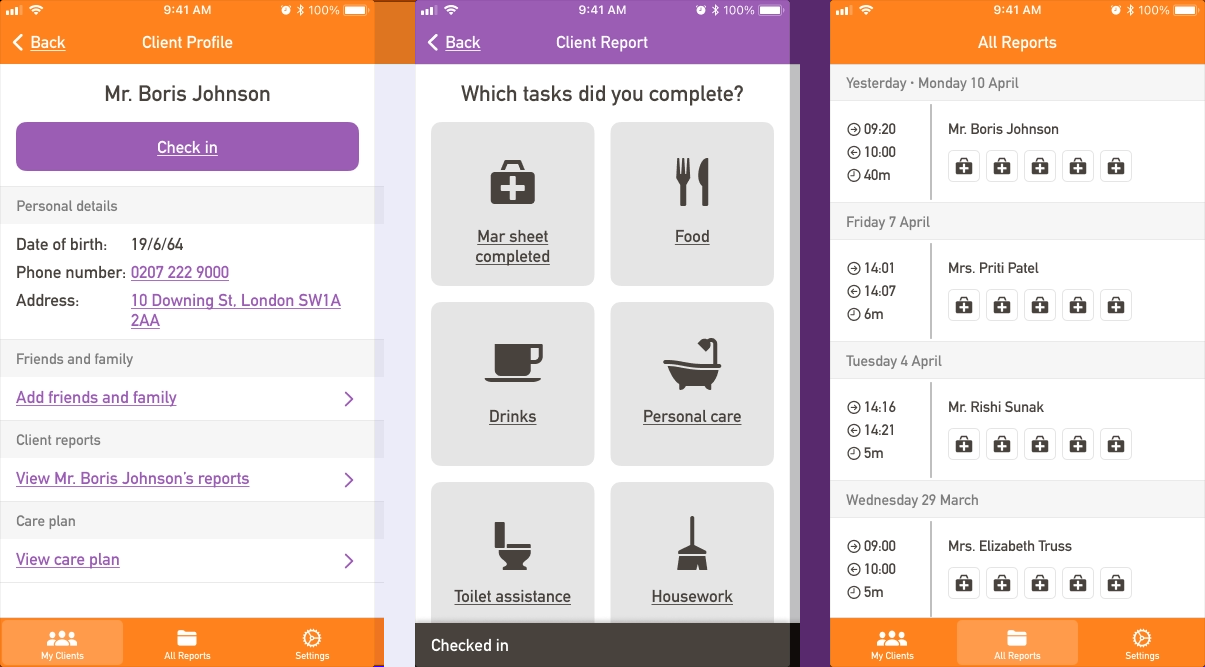 9:41 AM 100%
Back Client Profile
Mr. Boris Johnson
Check in
Personal details
Date of birth: 19/6/64
Phone number: 0207 222 9000
Address: 10 Downing St, London SW1A
2AA
Friends and family
Add friends and family
Client reports
View Mr. Boris Johnson's reports
Care plan
View care plan
My Clients All Reports Settings
9:41 AM 100%
Back Client Report
Which tasks did you complete?
Mar sheet
completed
Food
Drinks
Personal care
Toilet assistance
Housework
Checked in
9:41 AM 100%
All Reports
Yesterday • Monday 10 April
09:20 Mr. Boris Johnson
10:00
40m
Friday 7 April
14:01 Mrs. Priti Patel
14:07
6m
Tuesday 4 April
14:16 Mr. Rishi Sunak
14:21
5m
Wednesday 29 March
09:00 Mrs. Elizabeth Truss
10:00
5m
My Clients All Reports Settings